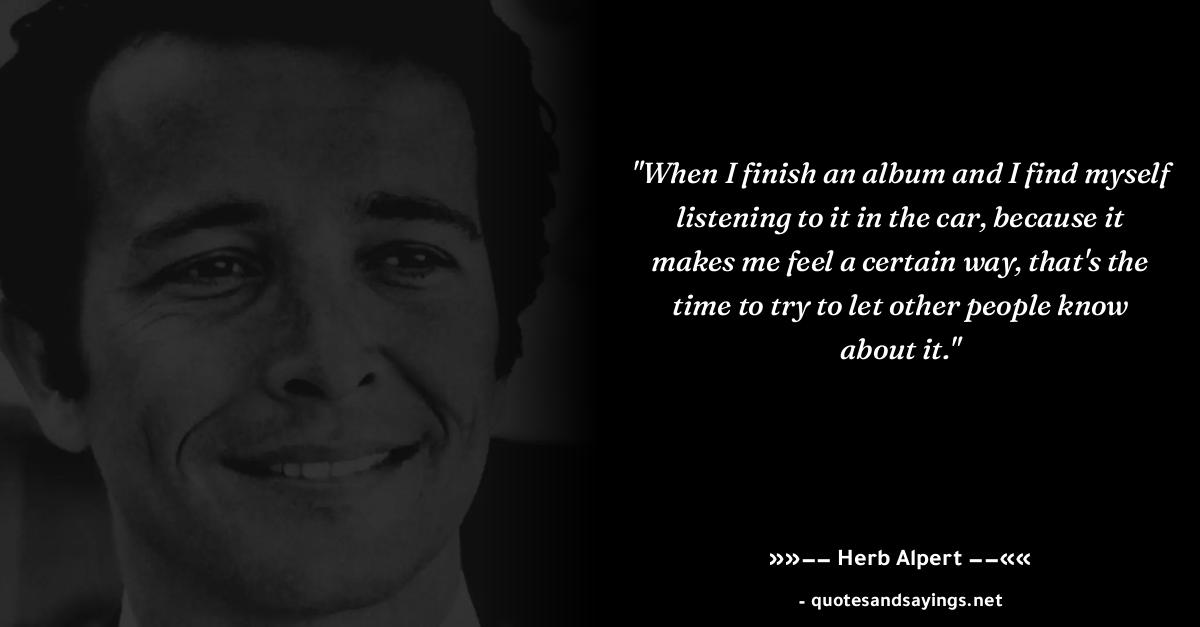 "When I finish an album and I find myself
listening to it in the car, because it
makes me feel a certain way, that's the
time to try to let other people know
about it."
»»–– Herb Alpert ––««
- quotesandsayings.net